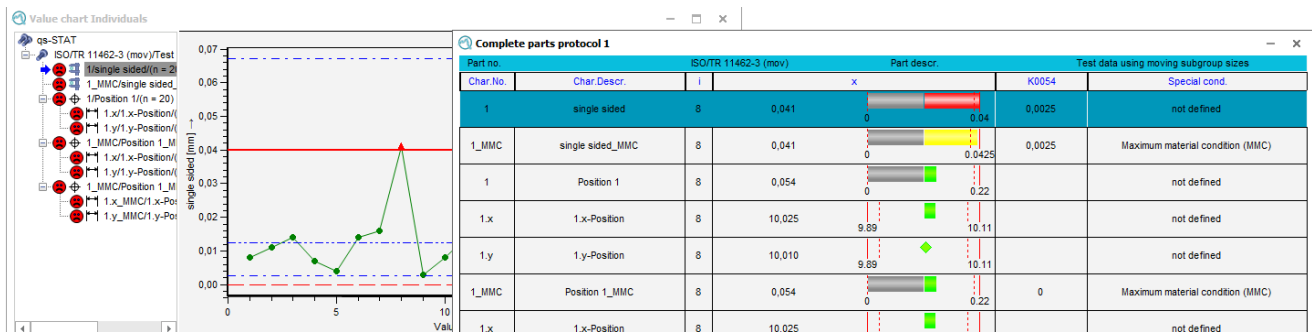 Value chart Individuals
qs-STAT
ISO/TR 11462-3 (mov)/Test
1/single sided/(n = 2
1_MMC/single sided_
1/Position 1/(n = 20)
1.x/1.x-Position/(
1.y/1.y-Position/(
1_MMC/Position 1_M
1.x/1.x-Position/(
1.y/1.y-Position/(
1_MMC/Position 1_M
1.x_MMC/1.x-Pos
1.y_MMC/1.y-Pos
single sided [mm] →
0,07
0,06
0,05
0,04
0,03
0,02
0,01
0,00
0 5 10
Valu
Complete parts protocol 1
Part no. ISO/TR 11462-3 (mov) Part descr. Test data using moving subgroup sizes
Char.No. Char.Descr. i x K0054 Special cond.
1 single sided 8 0,041 0 0.04 0,0025 not defined
1_MMC single sided_MMC 8 0,041 0 0.0425 0,0025 Maximum material condition (MMC)
1 Position 1 8 0,054 0 0.22 not defined
1.x 1.x-Position 8 10,025 9.89 10.11 not defined
1.y 1.y-Position 8 10,010 9.89 10.11 not defined
1_MMC Position 1_MMC 8 0,054 0 0.22 0 Maximum material condition (MMC)
1.x 1.x-Position 8 10,025 not defined